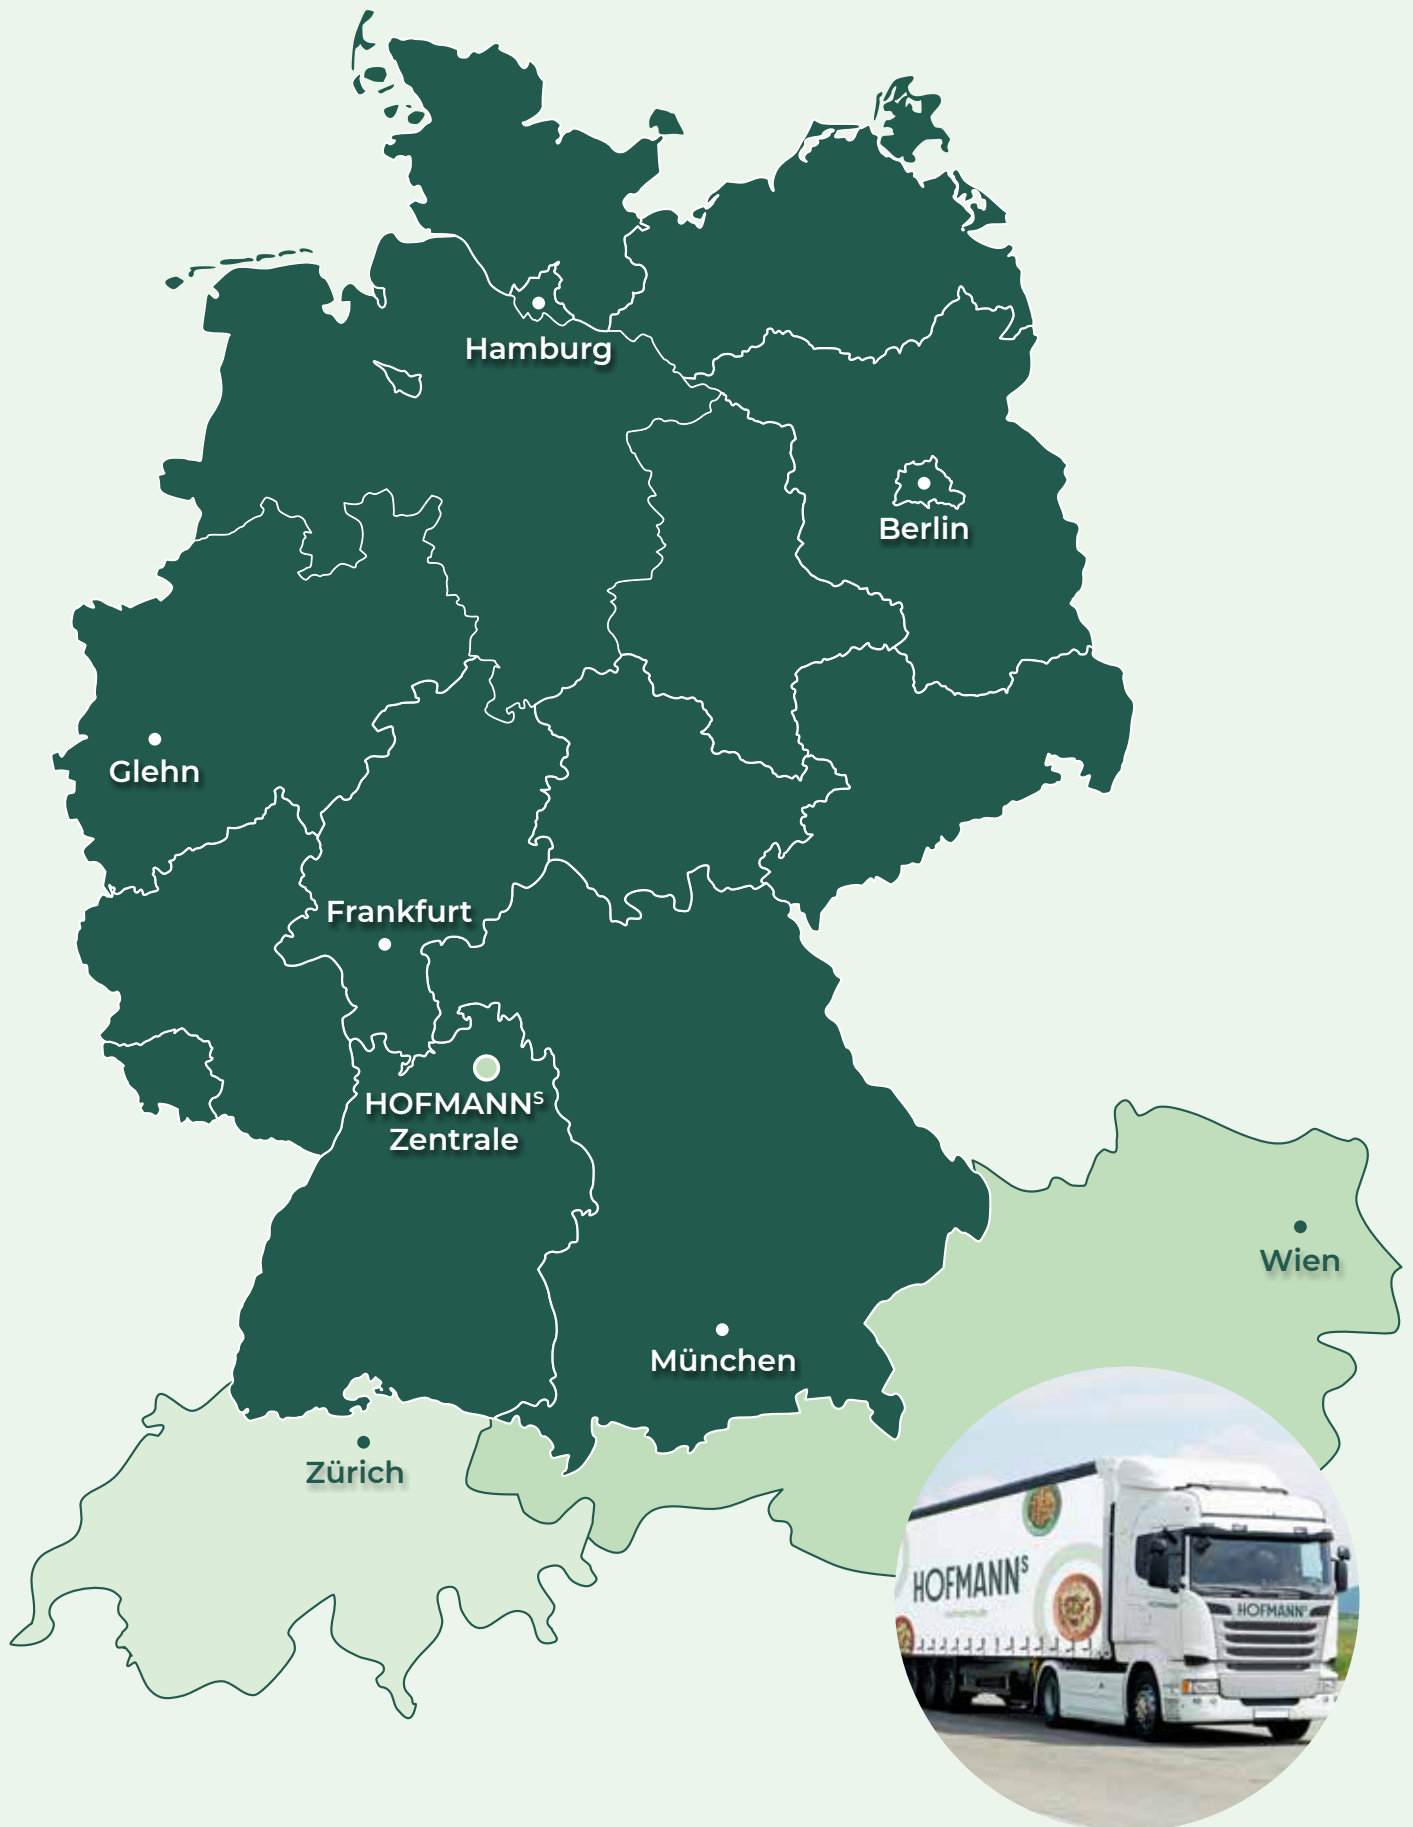 Hamburg
Berlin
Glehn
Frankfurt
HOFMANNˢ
Zentrale
Wien
München
Zürich
HOFMANNˢ
HOFMANNˢ